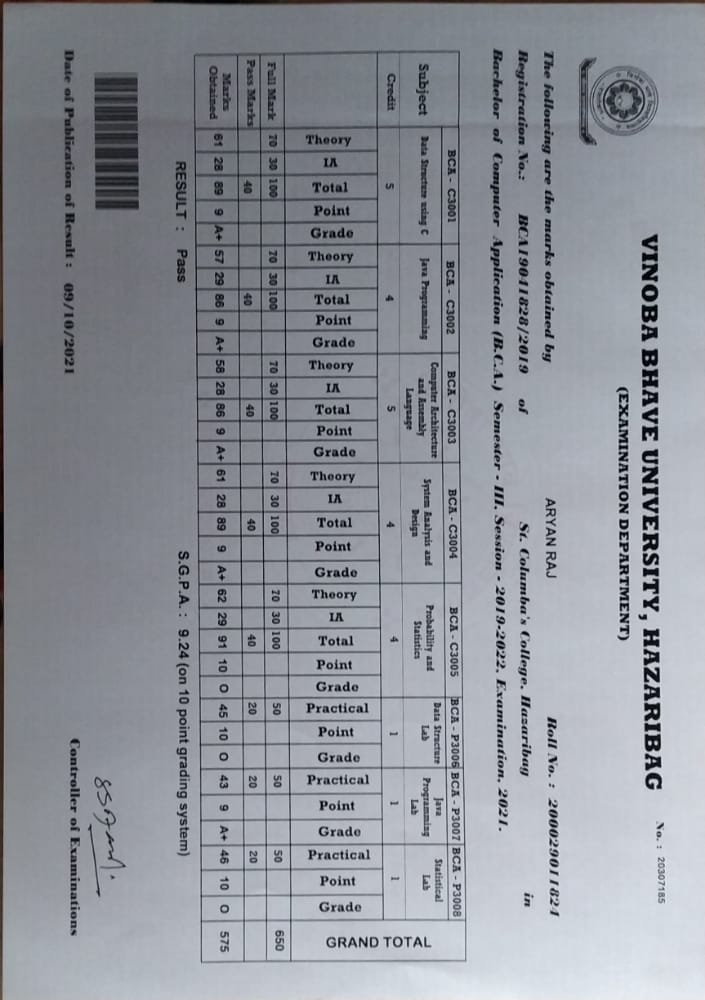 VINOBA BHAVE UNIVERSITY, HAZARIBAG
(EXAMINATION DEPARTMENT)
No. : 20307185
The following are the marks obtained by ARYAN RAJ Roll No. : 200029011824
Registration No.: BCA19041828/2019 of St. Columba's College, Hazaribag in
Bachelor of Computer Application (B.C.A.) Semester - III. Session - 2019-2022. Examination, 2021.
BCA - C3001 BCA - C3002 BCA - C3003 BCA - C3004 BCA - C3005 BCA - P3006 BCA - P3007 BCA - P3008 GRAND TOTAL
Subject Data Structure using C Java Programming Computer Architecture and Assembly Language System Analysis and Design Probability and Statistics Data Structure Lab Java Programming Lab Statistical Lab
Credit 5 4 5 4 4 1 1 1
Theory IA Total Point Grade Theory IA Total Point Grade Theory IA Total Point Grade Theory IA Total Point Grade Theory IA Total Point Grade Practical Point Grade Practical Point Grade Practical Point Grade
Full Mark 70 30 100 70 30 100 70 30 100 70 30 100 70 30 100 50 50 50 650
Pass Marks 40 40 40 40 40 20 20 20
Marks Obtained 61 28 89 9 A+ 57 29 86 9 A+ 58 28 86 9 A+ 61 28 89 9 A+ 62 29 91 10 O 45 10 O 43 9 A+ 46 10 O 575
RESULT : Pass S.G.P.A. : 9.24 (on 10 point grading system)
Date of Publication of Result : 09/10/2021
Controller of Examinations